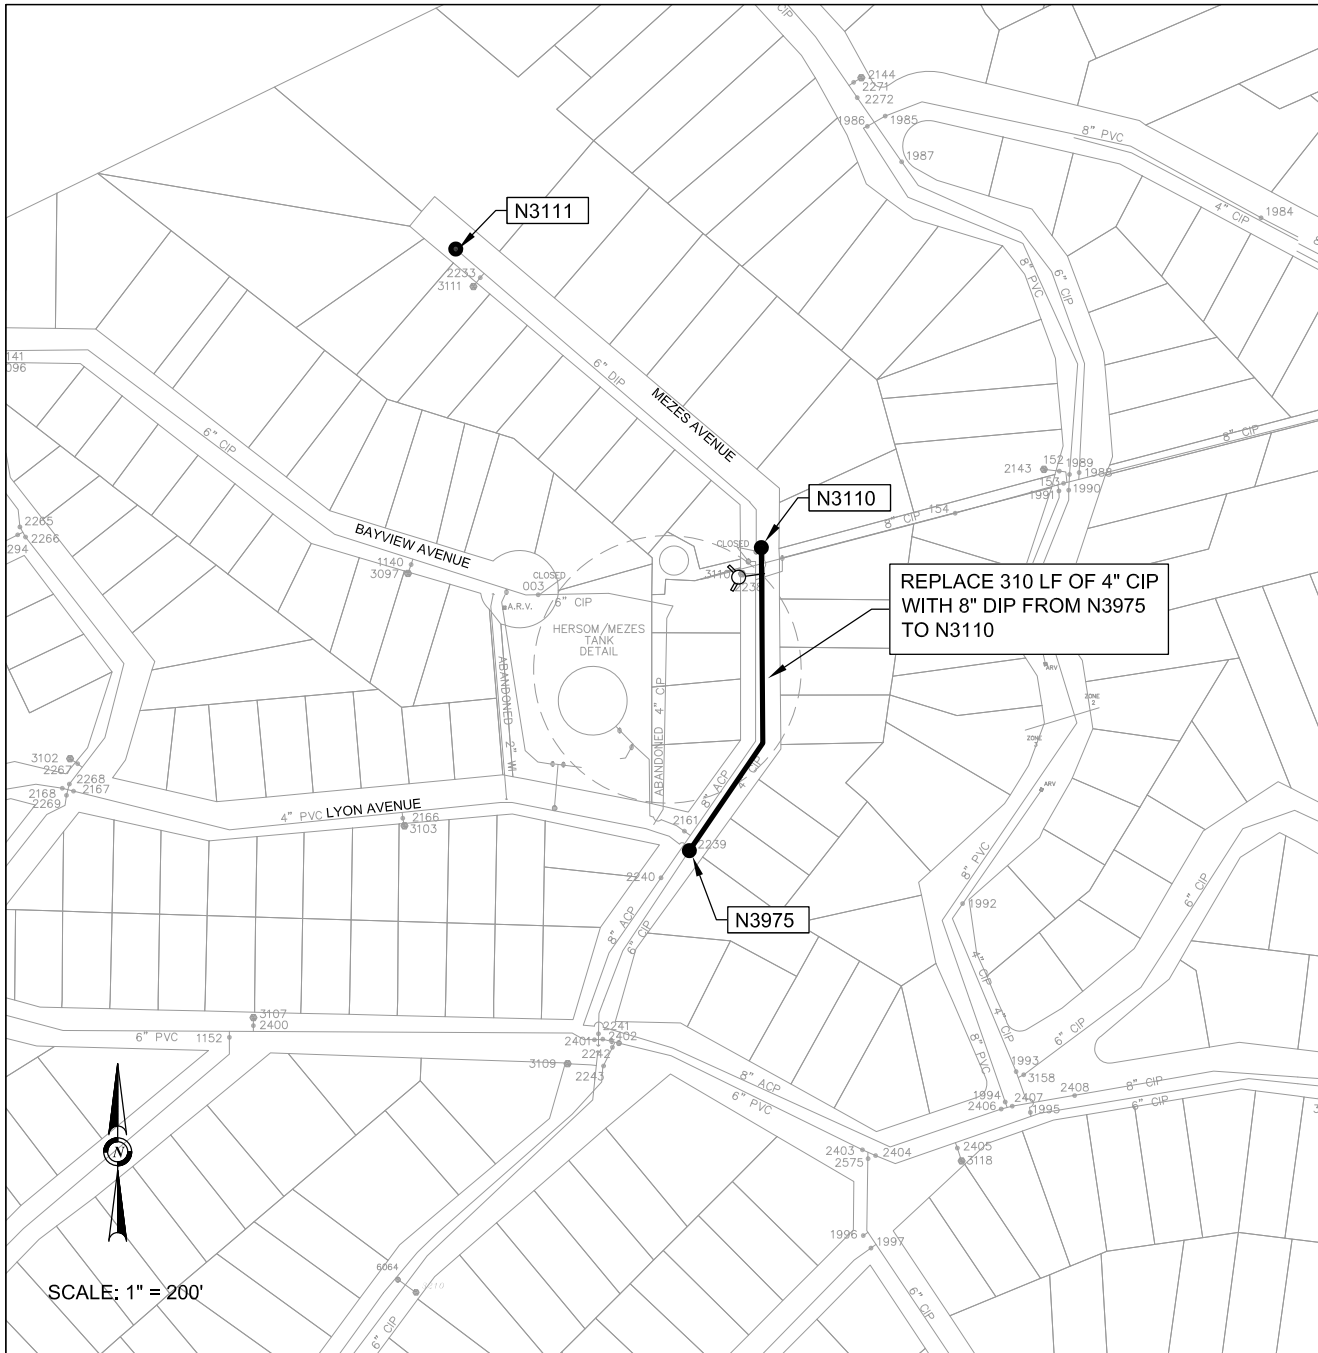 CIP
2144
2271
2272
1986
1985
1987
8" PVC
1984
4" CIP
N3111
2233
3111
8" PVC
6" CIP
141
096
6" DIP
MEZES AVENUE
6" CIP
8" CIP
152
1989
2143
1988
153
1991
1990
N3110
8" CIP
154
2265
2266
294
BAYVIEW AVENUE
1140
3097
CLOSED
003
CLOSED
3110
2238
A.R.V.
6" CIP
REPLACE 310 LF OF 4" CIP
WITH 8" DIP FROM N3975
TO N3110
HERSOM/MEZES
TANK
DETAIL
ABANDONED 2" W
ABANDONED 4" CIP
ARV
ZONE
2
ZONE
3
3102
2267
2268
2168
2167
2269
4" PVC
LYON AVENUE
2166
3103
8" ACP
4" CIP
ARV
2161
2239
2240
8" PVC
6" CIP
1992
N3975
8" ACP
6" CIP
4" CIP
4" CIP
6" CIP
3107
2400
6" PVC
1152
2241
2401
2402
2242
3109
2243
8" ACP
6" PVC
8" PVC
1993
3158
2408
8" CIP
1994
2407
2406
1995
6" CIP
3
N
2403
2404
2575
2405
3118
1996
1997
6064
6" CIP
6" CIP
SCALE: 1" = 200'